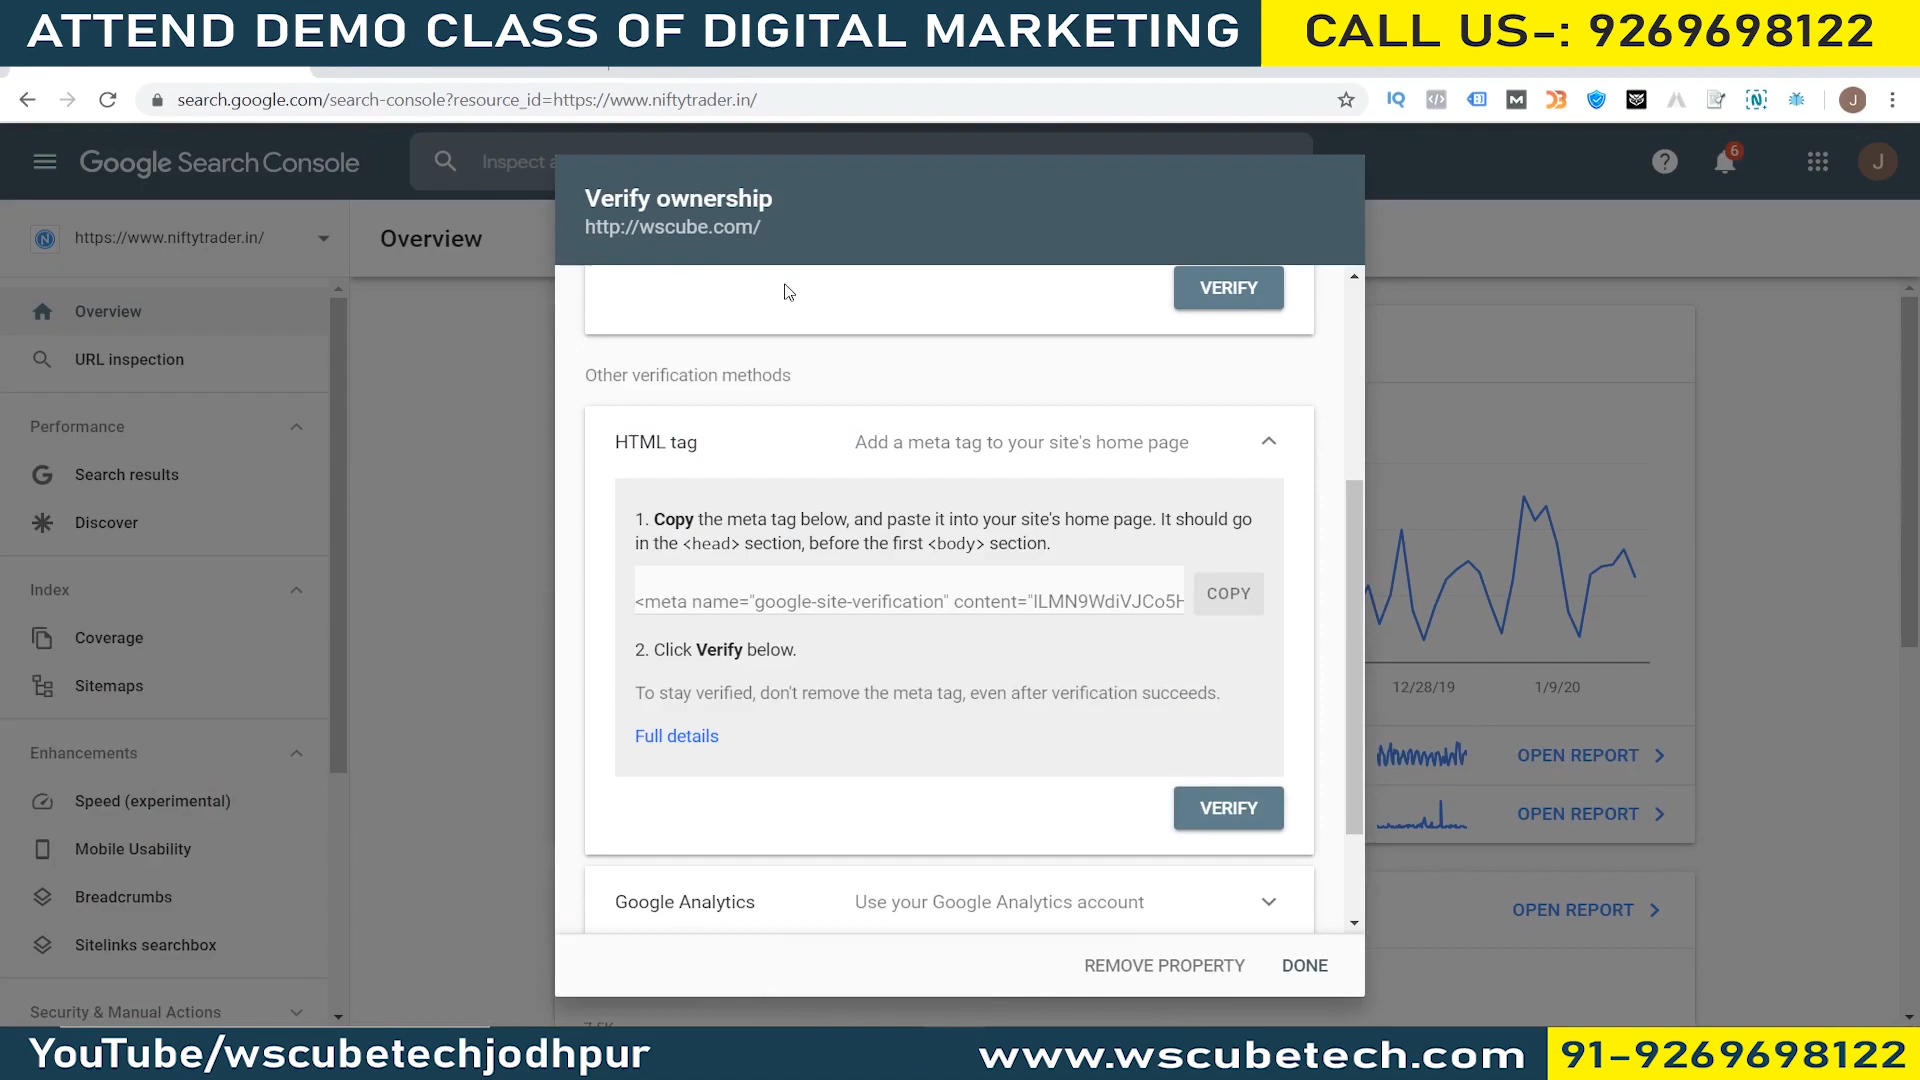 ATTEND DEMO CLASS OF DIGITAL MARKETING
CALL US-: 9269698122
search.google.com/search-console?resource_id=https://www.niftytrader.in/
IQ
M
J
Google Search Console
Inspect a
6
J
https://www.niftytrader.in/
Overview
Overview
URL inspection
Performance
Search results
Discover
Index
Coverage
Sitemaps
Enhancements
Speed (experimental)
Mobile Usability
Breadcrumbs
Sitelinks searchbox
Security & Manual Actions
Verify ownership
http://wscube.com/
VERIFY
Other verification methods
HTML tag
Add a meta tag to your site's home page
1. Copy the meta tag below, and paste it into your site's home page. It should go
in the <head> section, before the first <body> section.
<meta name="google-site-verification" content="ILMN9WdiVJCo5H
COPY
2. Click Verify below.
To stay verified, don't remove the meta tag, even after verification succeeds.
Full details
VERIFY
Google Analytics
Use your Google Analytics account
REMOVE PROPERTY
DONE
12/28/19
1/9/20
OPEN REPORT
OPEN REPORT
OPEN REPORT
YouTube/wscubetechjodhpur
www.wscubetech.com
91-9269698122